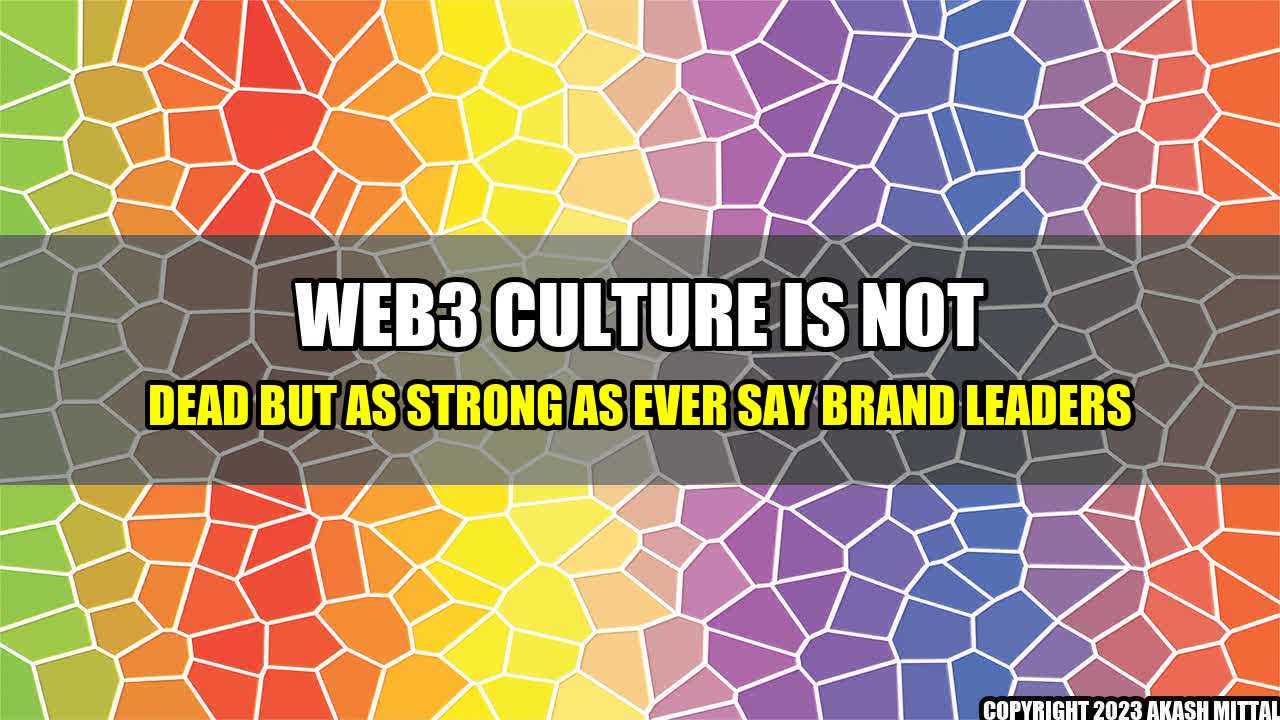 WEB3 CULTURE IS NOT
DEAD BUT AS STRONG AS EVER SAY BRAND LEADERS
COPYRIGHT 2023 AKASH MITTAL